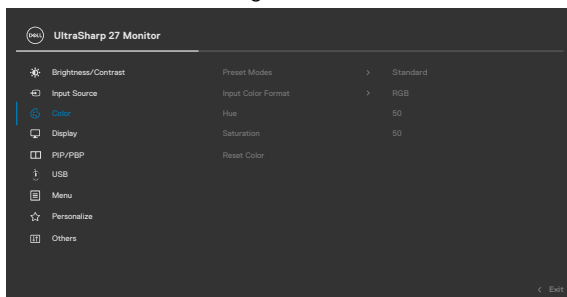 DELL UltraSharp 27 Monitor
Brightness/Contrast Preset Modes > Standard
Input Source Input Color Format > RGB
Color Hue 50
Display Saturation 50
PIP/PBP Reset Color
USB
Menu
Personalize
Others
< Exit